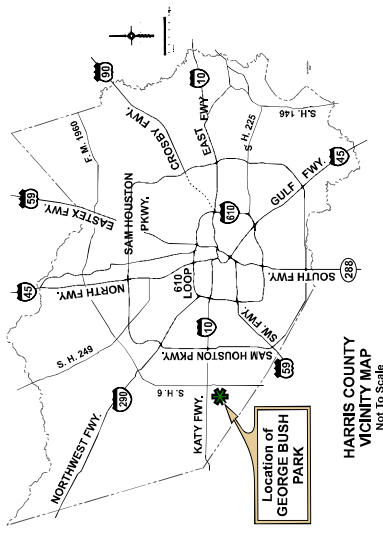 90
F. M. 1960
CROSBY FWY.
10
EAST FWY
S. H. 225
S. H. 146
59
EASTEX FWY.
SAM HOUSTON
PKWY.
610
GULF FWY.
45
45
NORTH FWY.
610
LOOP
SOUTH FWY.
288
S. H. 249
10
SW FWY.
SAM HOUSTON PKWY.
59
290
NORTHWEST FWY.
S. H. 6
KATY FWY.
Location of
GEORGE BUSH
PARK
HARRIS COUNTY
VICINITY MAP
Not To Scale